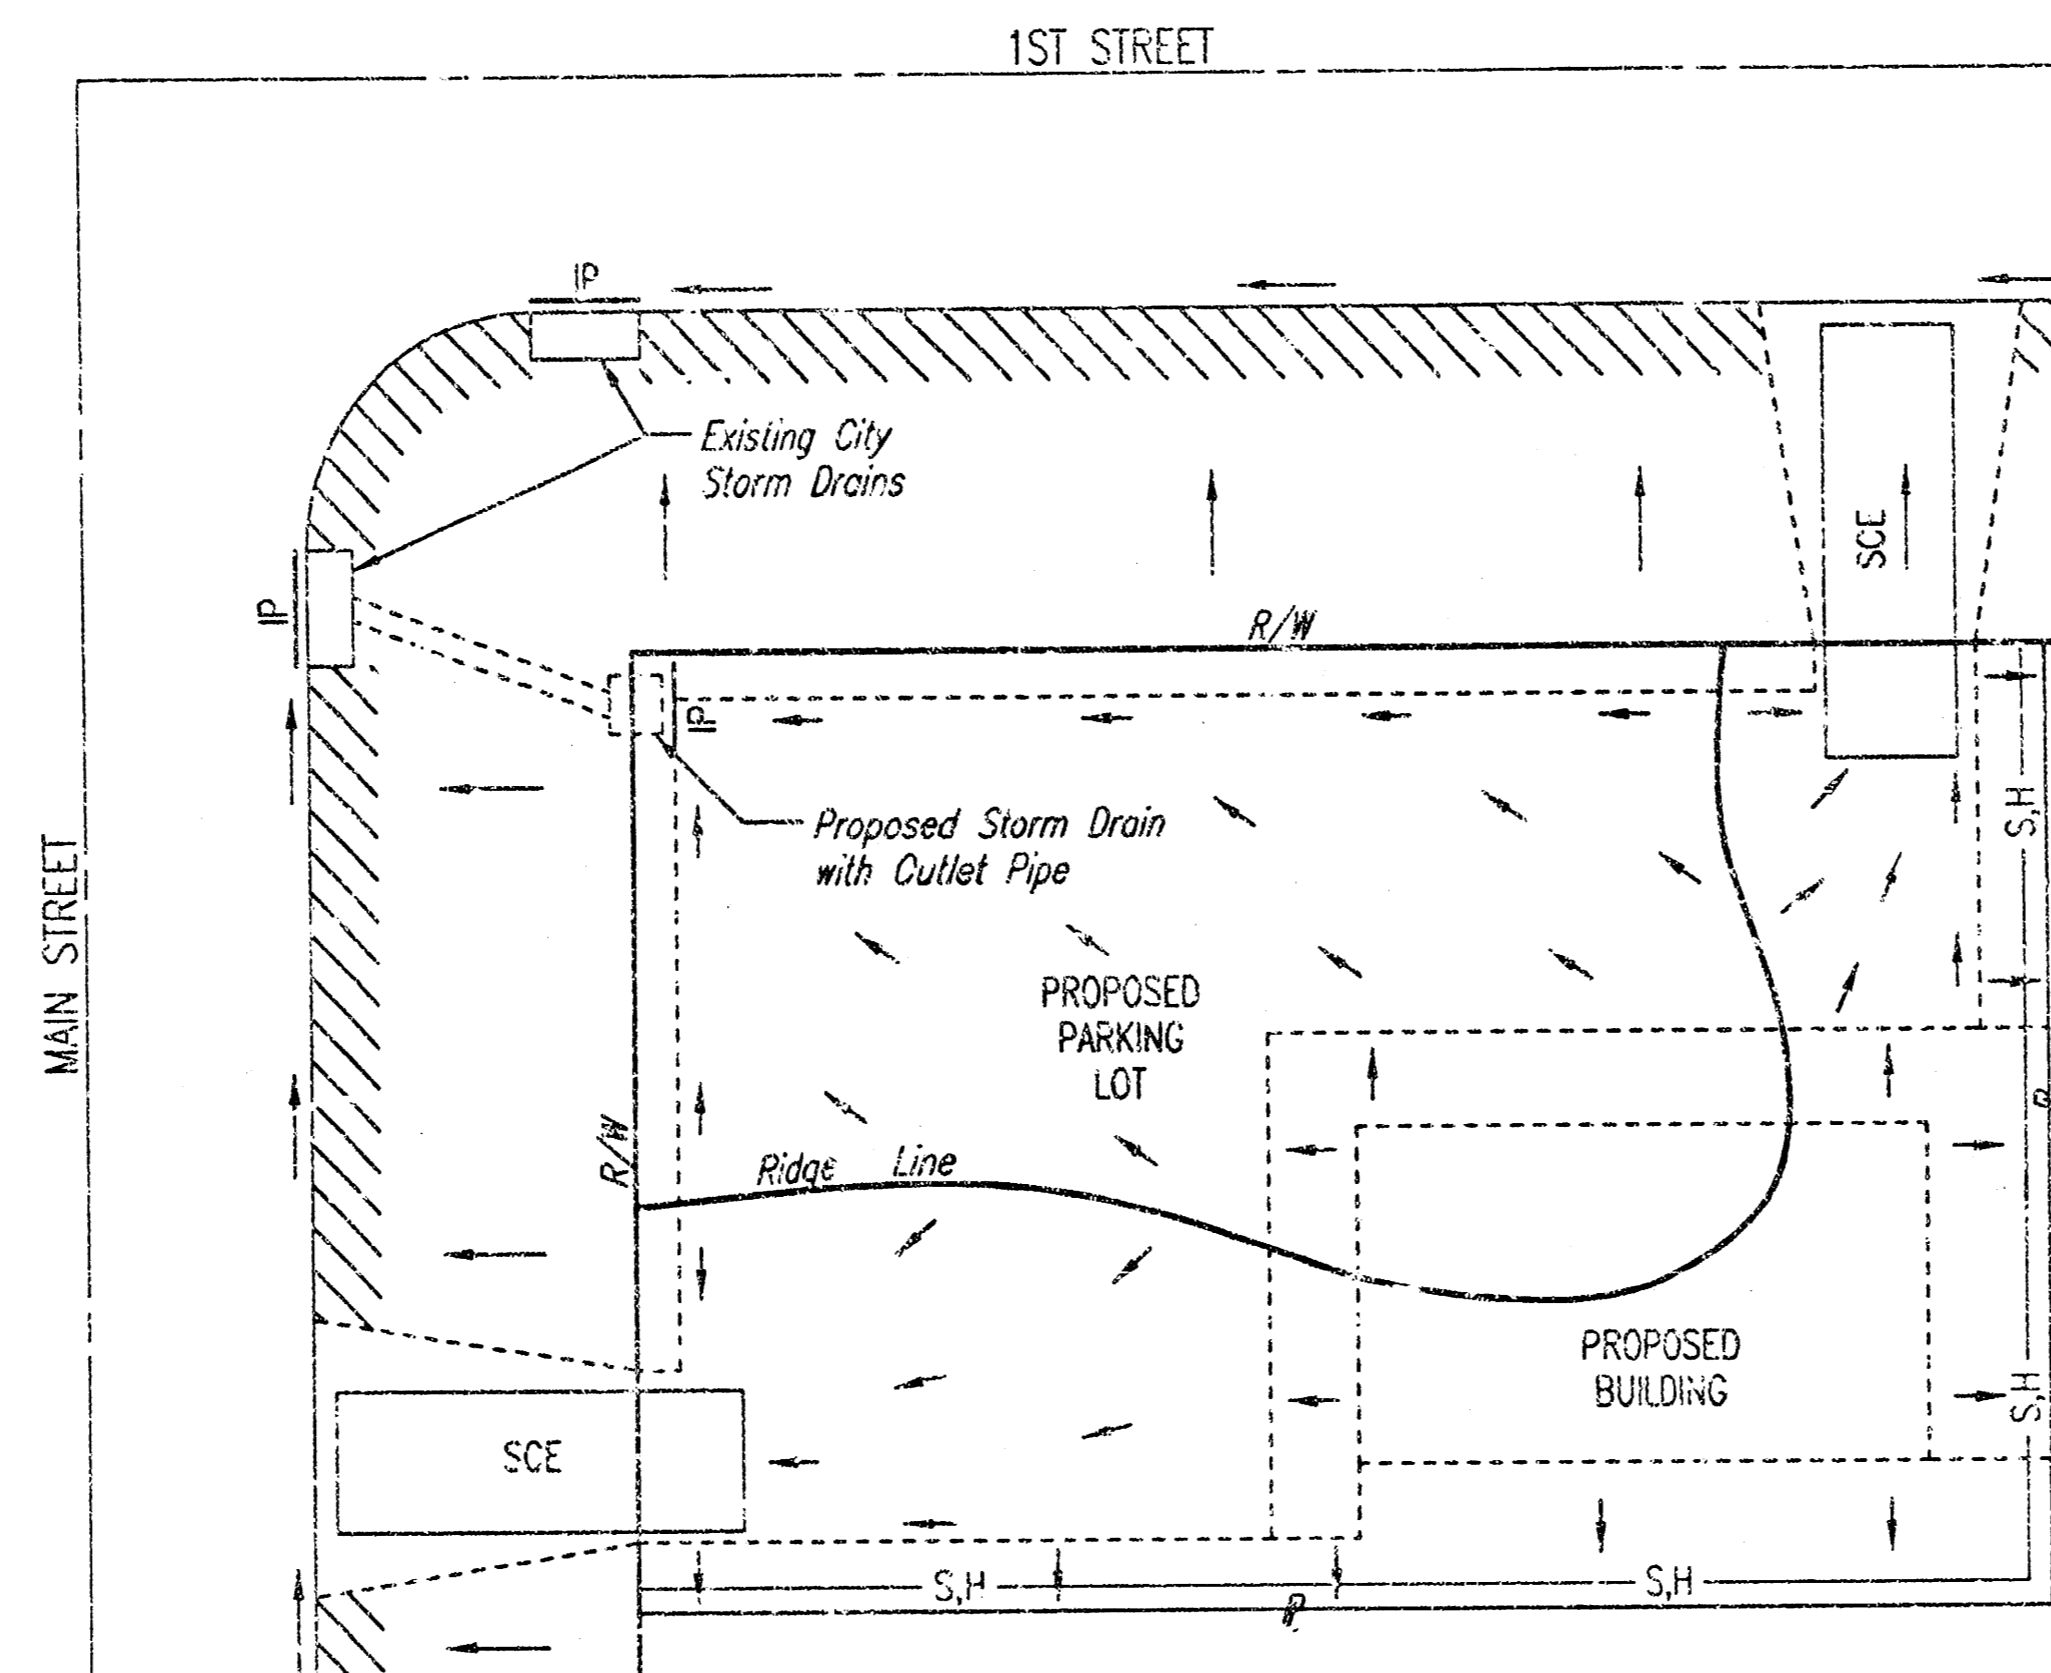 1ST STREET
IP
Existing City
Storm Drains
SCE
IP
R/W
IP
S,H
Proposed Storm Drain
with Outlet Pipe
MAIN STREET
PROPOSED
PARKING
LOT
R/W
Ridge Line
PROPOSED
BUILDING
S,H
SCE
S,H
S,H